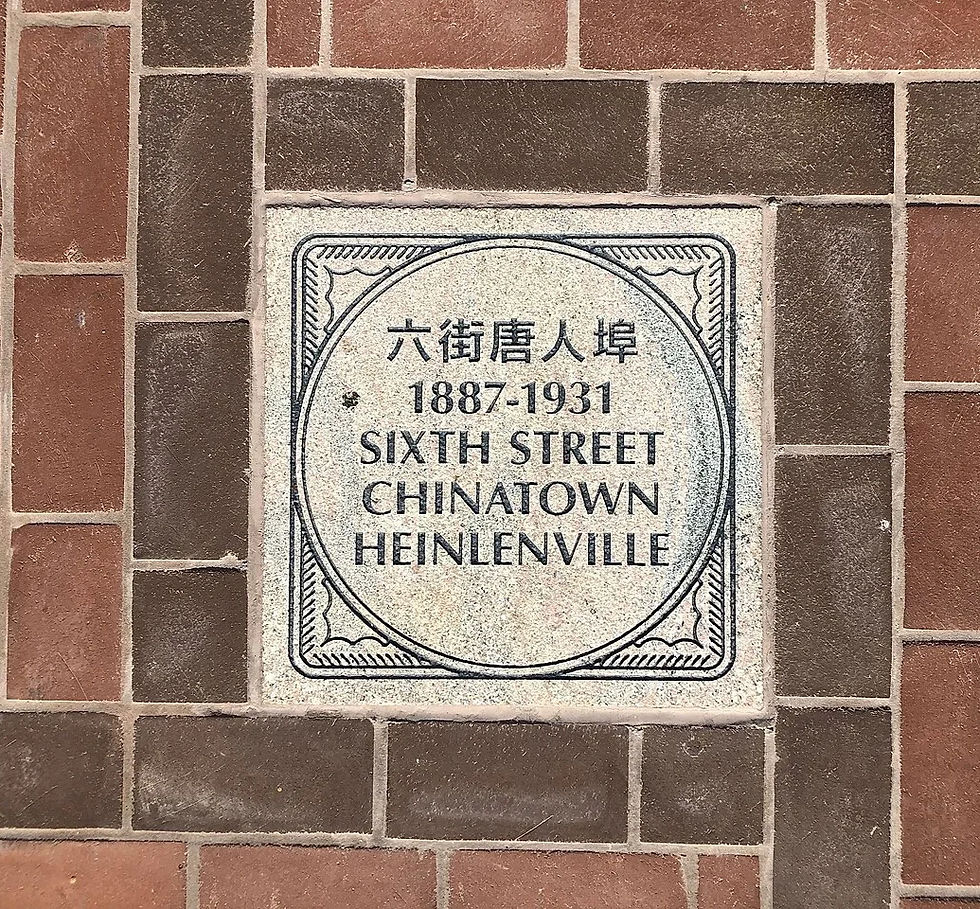 六街唐人埠
1887-1931
SIXTH STREET
CHINATOWN
HEINLENVILLE